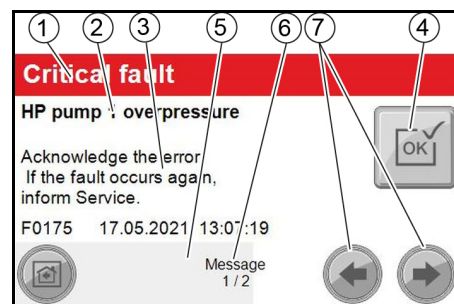 1 2 3 5 6 7 4
Critical fault
HP pump 1 overpressure
OK
Acknowledge the error
If the fault occurs again,
inform Service.
F0175 17.05.2021 13:07:19
Message
1 / 2